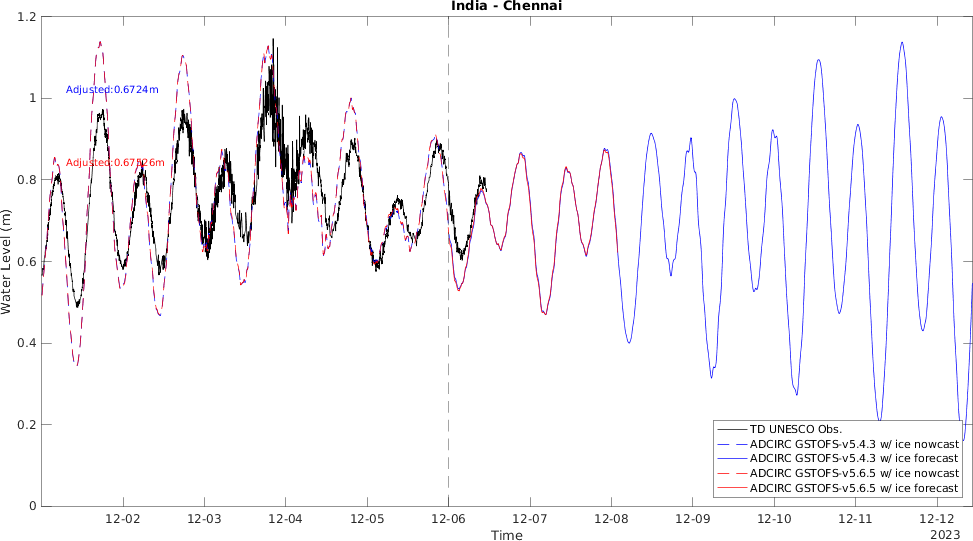 India - Chennai
1.2
1
0.8
0.6
0.4
0.2
0
Water Level (m)
Adjusted:0.6724m
Adjusted:0.67326m
TD UNESCO Obs.
ADCIRC GSTOFS-v5.4.3 w/ ice nowcast
ADCIRC GSTOFS-v5.4.3 w/ ice forecast
ADCIRC GSTOFS-v5.6.5 w/ ice nowcast
ADCIRC GSTOFS-v5.6.5 w/ ice forecast
12-02 12-03 12-04 12-05 12-06 12-07 12-08 12-09 12-10 12-11 12-12
Time
2023